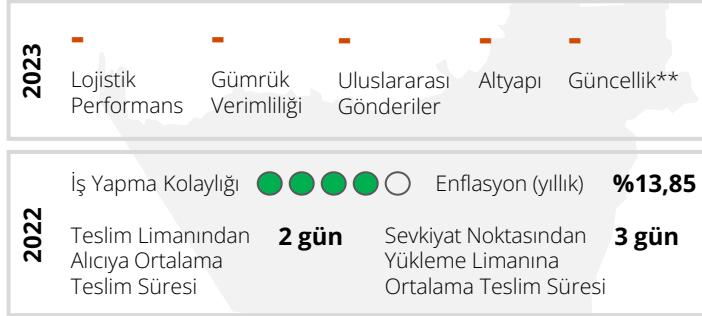 2023
- - - - -
Lojistik Performans
Gümrük Verimliliği
Uluslararası Gönderiler
Altyapı
Güncellik**
2022
İş Yapma Kolaylığı
Enflasyon (yıllık) %13,85
Teslim Limanından
Alıcıya Ortalama
Teslim Süresi
2 gün
Sevkiyat Noktasından
Yükleme Limanına
Ortalama Teslim Süresi
3 gün